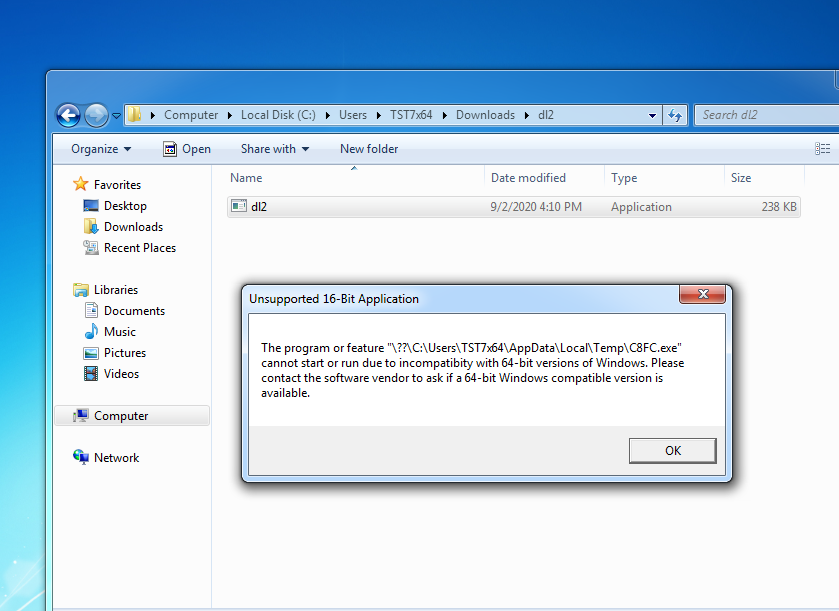 Computer Local Disk (C:) Users TST7x64 Downloads dl2 Search dl2
Organize Open Share with New folder
Favorites
Desktop
Downloads
Recent Places
Libraries
Documents
Music
Pictures
Videos
Computer
Network
Name Date modified Type Size
dl2 9/2/2020 4:10 PM Application 238 KB
Unsupported 16-Bit Application
The program or feature "\??\C:\Users\TST7x64\AppData\Local\Temp\C8FC.exe"
cannot start or run due to incompatibity with 64-bit versions of Windows. Please
contact the software vendor to ask if a 64-bit Windows compatible version is
available.
OK